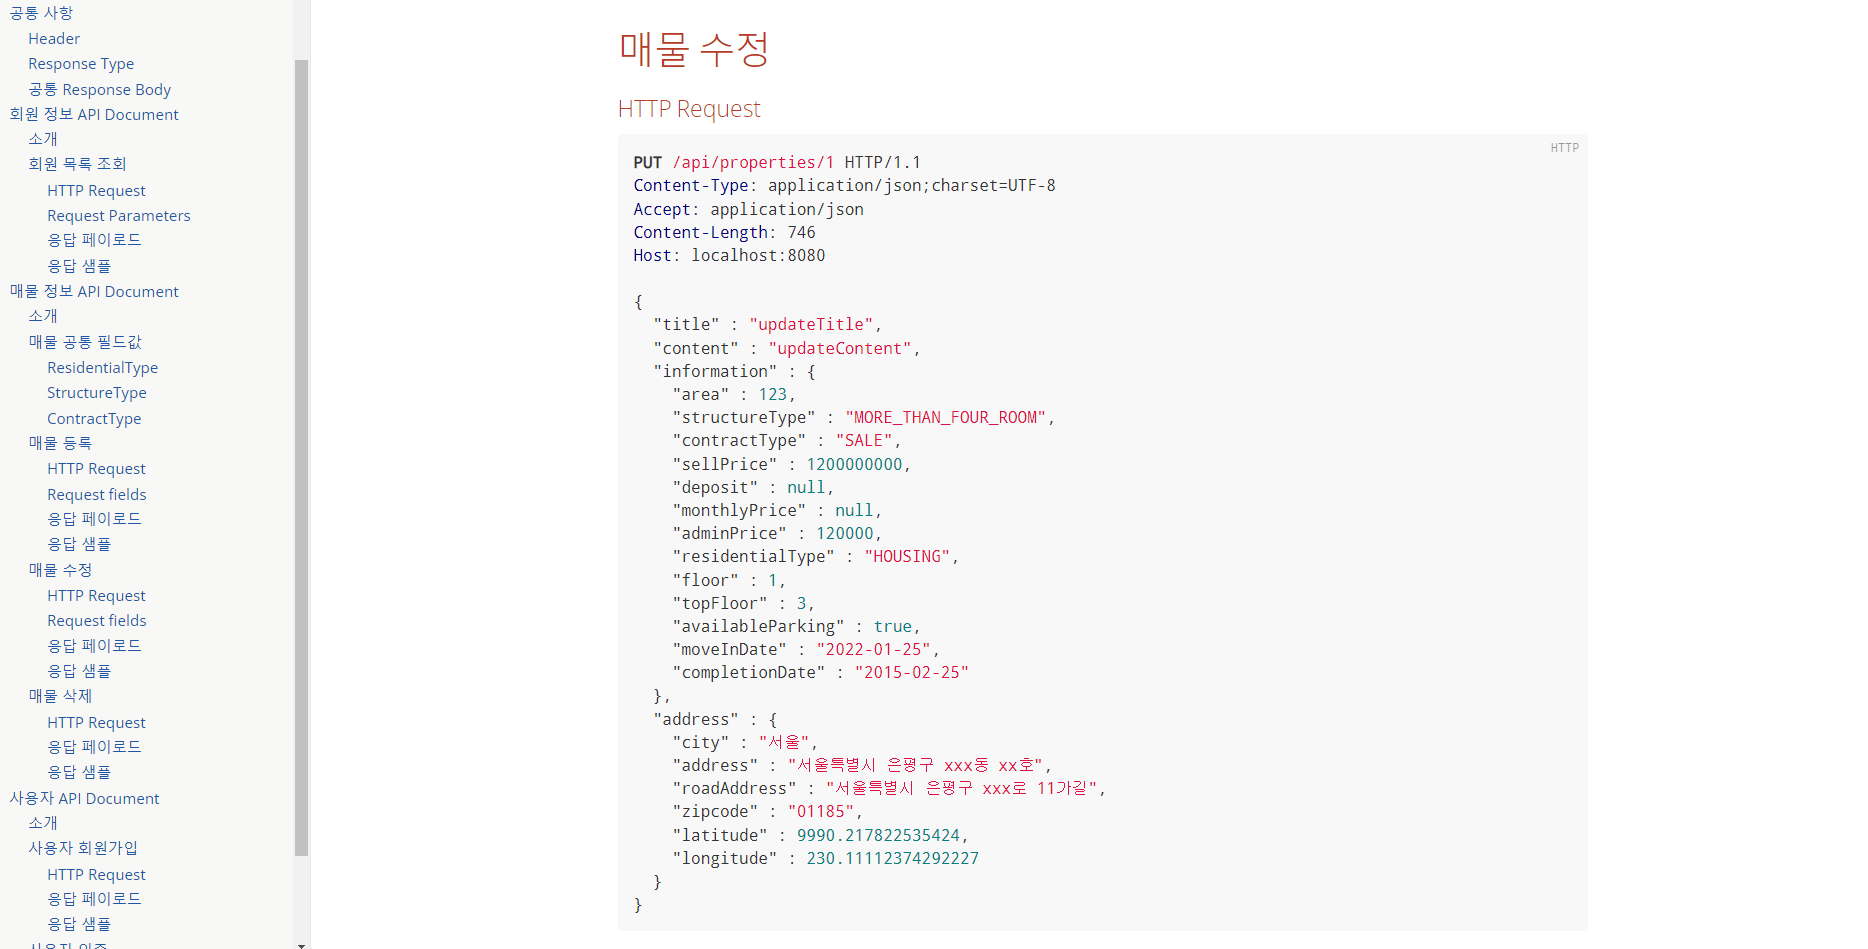 공통 사항
Header
Response Type
공통 Response Body
회원 정보 API Document
소개
회원 목록 조회
HTTP Request
Request Parameters
응답 페이로드
응답 샘플
매물 정보 API Document
소개
매물 공통 필드값
ResidentialType
StructureType
ContractType
매물 등록
HTTP Request
Request fields
응답 페이로드
응답 샘플
매물 수정
HTTP Request
Request fields
응답 페이로드
응답 샘플
매물 삭제
HTTP Request
응답 페이로드
응답 샘플
사용자 API Document
소개
사용자 회원가입
HTTP Request
응답 페이로드
응답 샘플
사용자 인증
매물 수정
HTTP Request
HTTP
PUT /api/properties/1 HTTP/1.1
Content-Type: application/json;charset=UTF-8
Accept: application/json
Content-Length: 746
Host: localhost:8080
{
"title" : "updateTitle",
"content" : "updateContent",
"information" : {
"area" : 123,
"structureType" : "MORE_THAN_FOUR_ROOM",
"contractType" : "SALE",
"sellPrice" : 1200000000,
"deposit" : null,
"monthlyPrice" : null,
"adminPrice" : 120000,
"residentialType" : "HOUSING",
"floor" : 1,
"topFloor" : 3,
"availableParking" : true,
"moveInDate" : "2022-01-25",
"completionDate" : "2015-02-25"
},
"address" : {
"city" : "서울",
"address" : "서울특별시 은평구 xxx동 xx호",
"roadAddress" : "서울특별시 은평구 xxx로 11가길",
"zipcode" : "01185",
"latitude" : 9990.217822535424,
"longitude" : 230.11112374292227
}
}